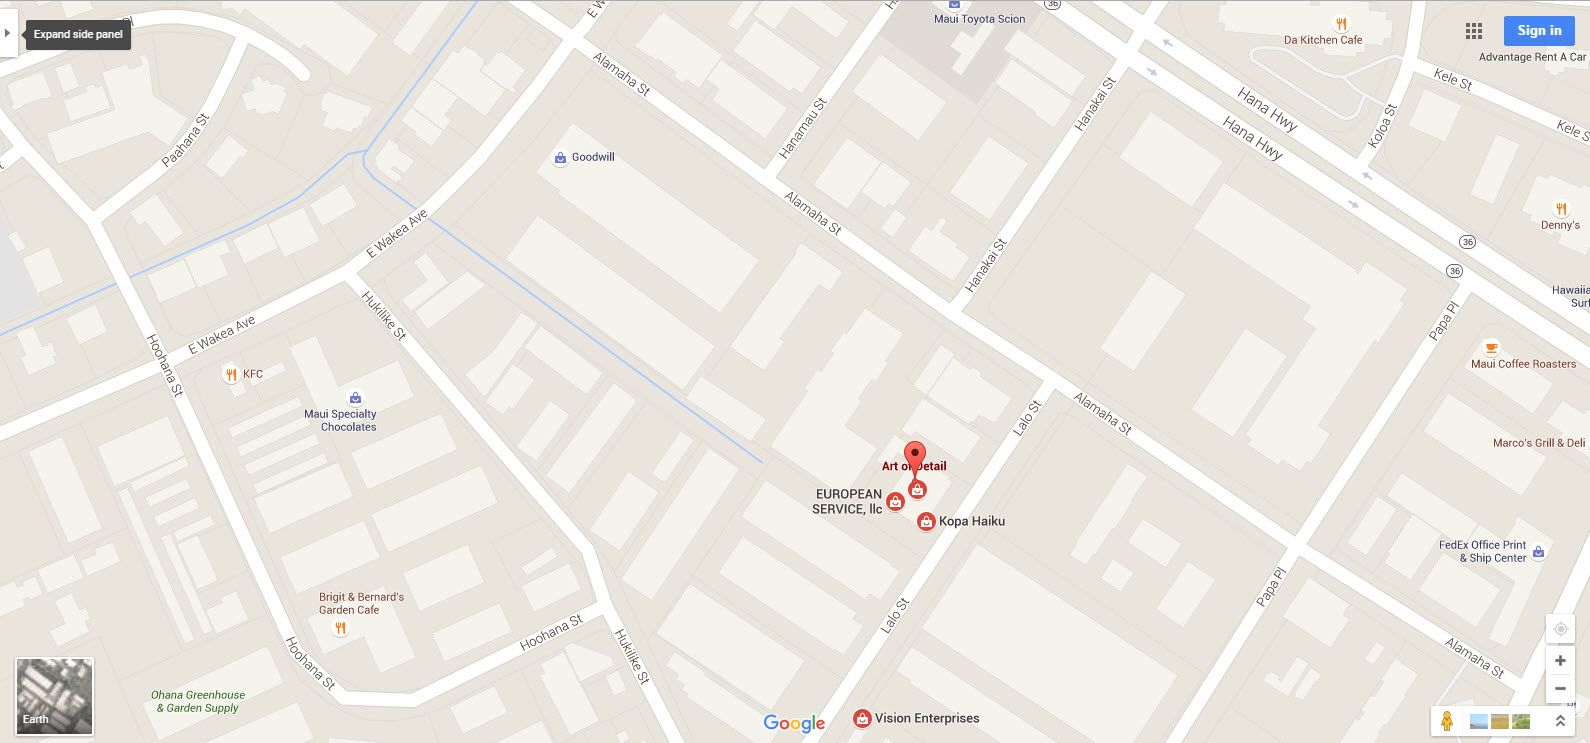 Expand side panel
Pl
E W
Maui Toyota Scion
36
Da Kitchen Cafe
Sign in
Advantage Rent A Car
Kele St
Kele S
Koloa St
Hana Hwy
Hana Hwy
Hanakai St
Hanamau St
Alamaha St
Paahana St
Goodwill
E Wakea Ave
Alamaha St
Hanakai St
Denny's
36
36
Hawaiia
Surf
Papa Pl
Hukilike St
E Wakea Ave
Hoohana St
KFC
Maui Specialty
Chocolates
Maui Coffee Roasters
Lalo St
Alamaha St
Marco's Grill & Deli
Art of Detail
EUROPEAN
SERVICE, llc
Kopa Haiku
FedEx Office Print
& Ship Center
Papa Pl
Brigit & Bernard's
Garden Cafe
Lalo St
Hoohana St
Hukilike St
Hoohana St
Alamaha St
Ohana Greenhouse
& Garden Supply
Earth
Google
Vision Enterprises